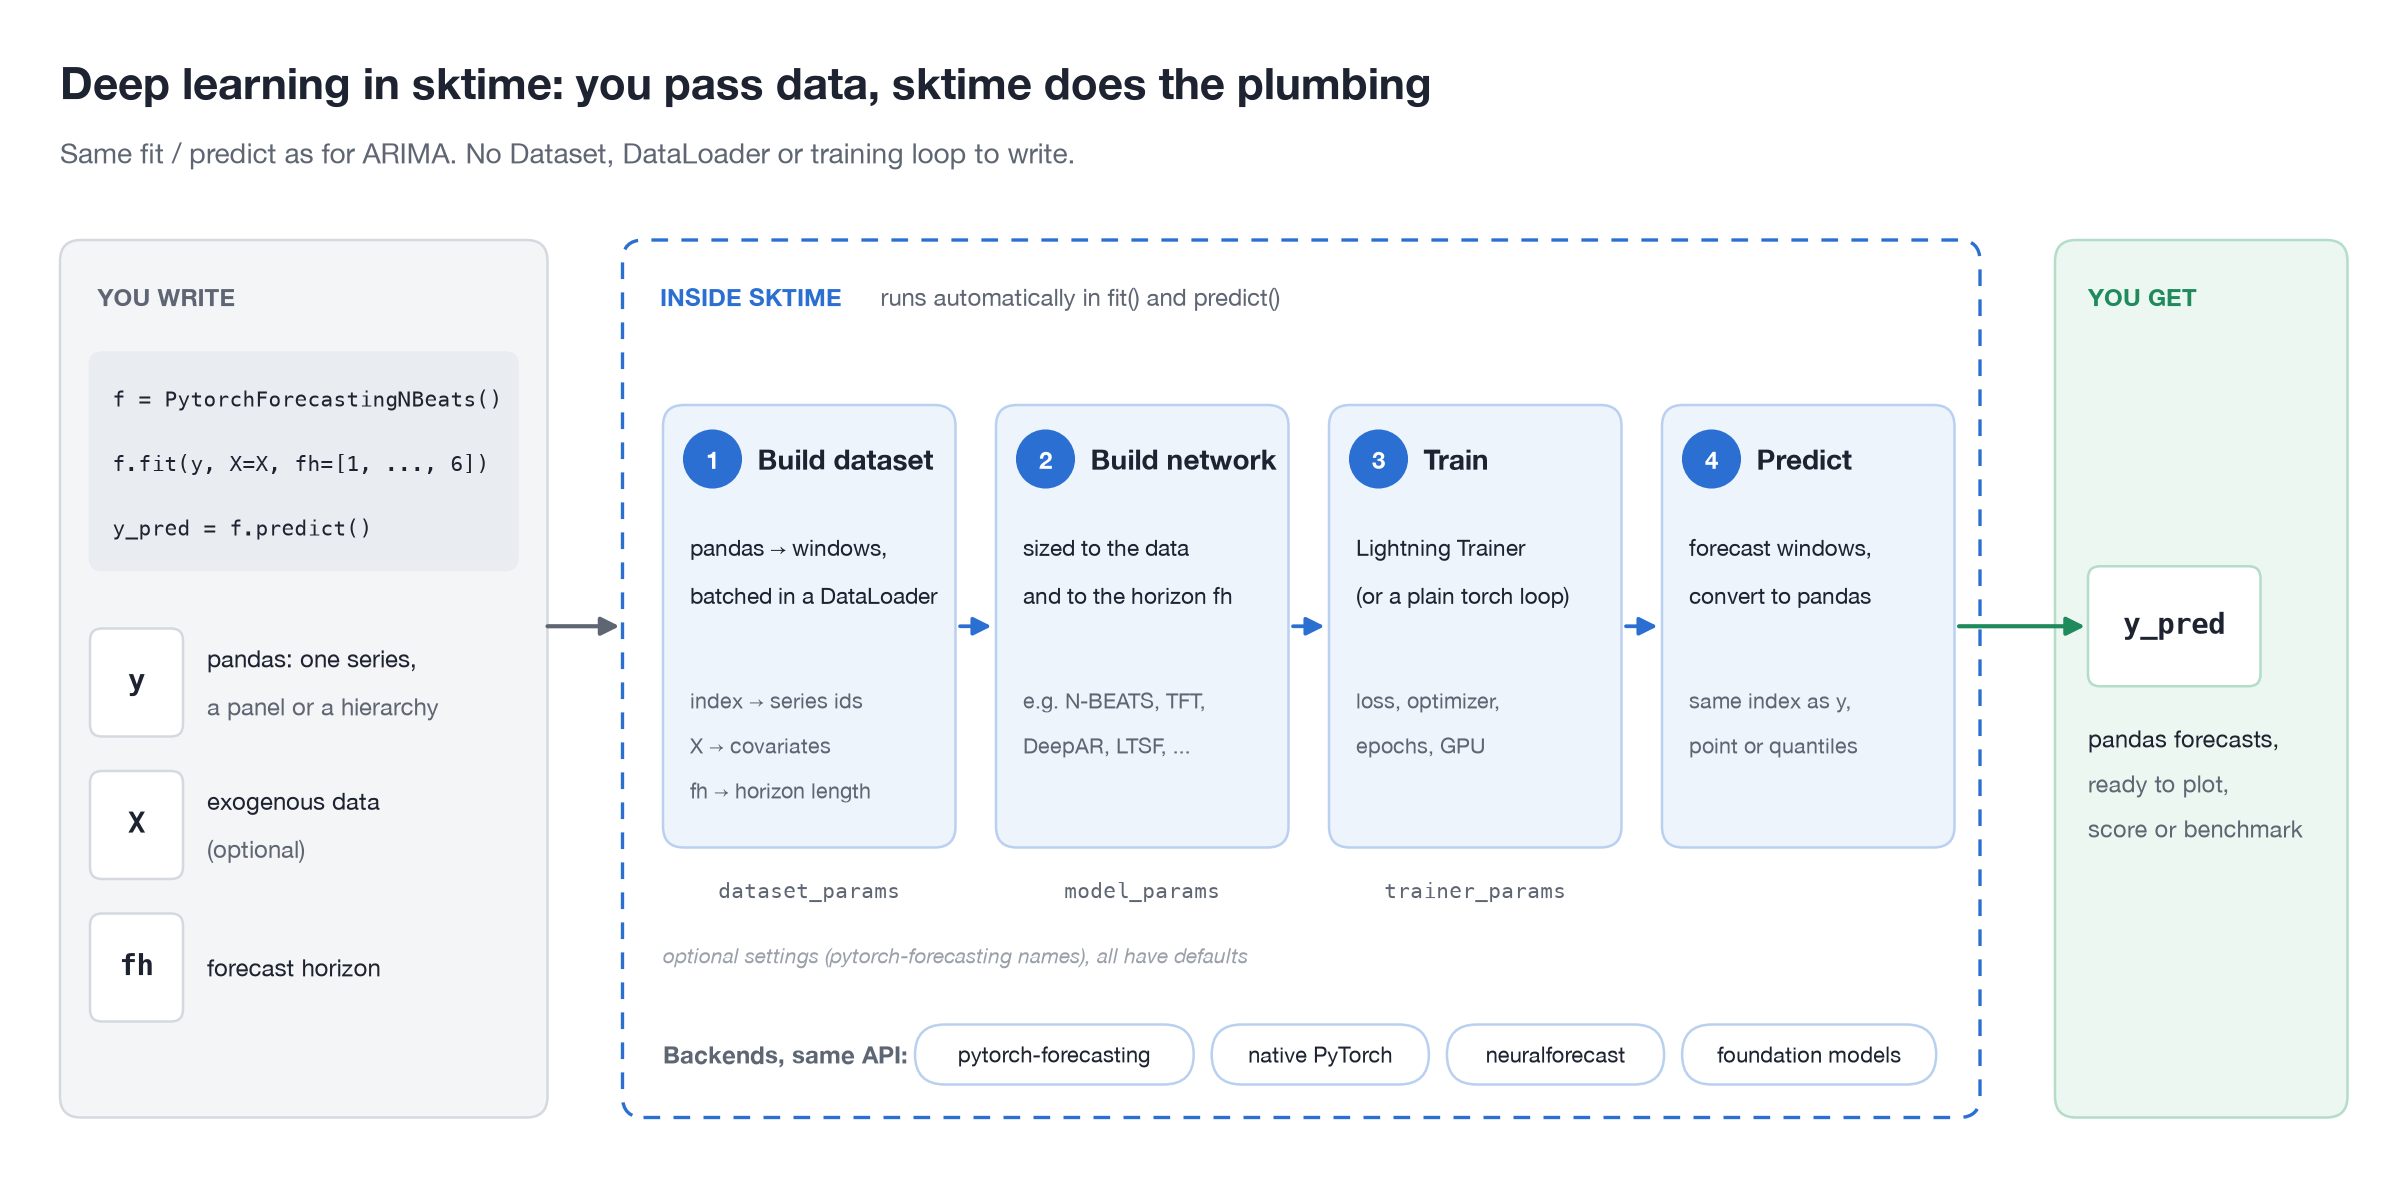 Deep learning in sktime: you pass data, sktime does the plumbing
Same fit / predict as for ARIMA. No Dataset, DataLoader or training loop to write.
YOU WRITE
f = PytorchForecastingNBeats()
f.fit(y, X=X, fh=[1, ..., 6])
y_pred = f.predict()
y
pandas: one series,
a panel or a hierarchy
X
exogenous data
(optional)
fh
forecast horizon
INSIDE SKTIME
runs automatically in fit() and predict()
1
Build dataset
pandas → windows,
batched in a DataLoader
index → series ids
X → covariates
fh → horizon length
dataset_params
2
Build network
sized to the data
and to the horizon fh
e.g. N-BEATS, TFT,
DeepAR, LTSF, ...
model_params
3
Train
Lightning Trainer
(or a plain torch loop)
loss, optimizer,
epochs, GPU
trainer_params
4
Predict
forecast windows,
convert to pandas
same index as y,
point or quantiles
optional settings (pytorch-forecasting names), all have defaults
Backends, same API:
pytorch-forecasting
native PyTorch
neuralforecast
foundation models
YOU GET
y_pred
pandas forecasts,
ready to plot,
score or benchmark